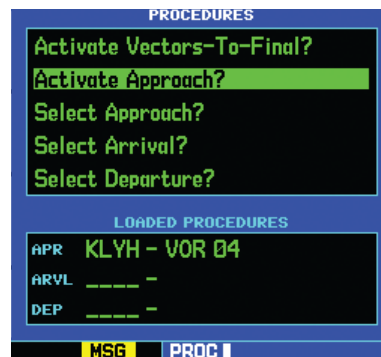 PROCEDURES
Activate Vectors-To-Final?
Activate Approach?
Select Approach?
Select Arrival?
Select Departure?
LOADED PROCEDURES
APR KLYH - VOR 04
ARVL ____ -
DEP ____ -
MSG PROC